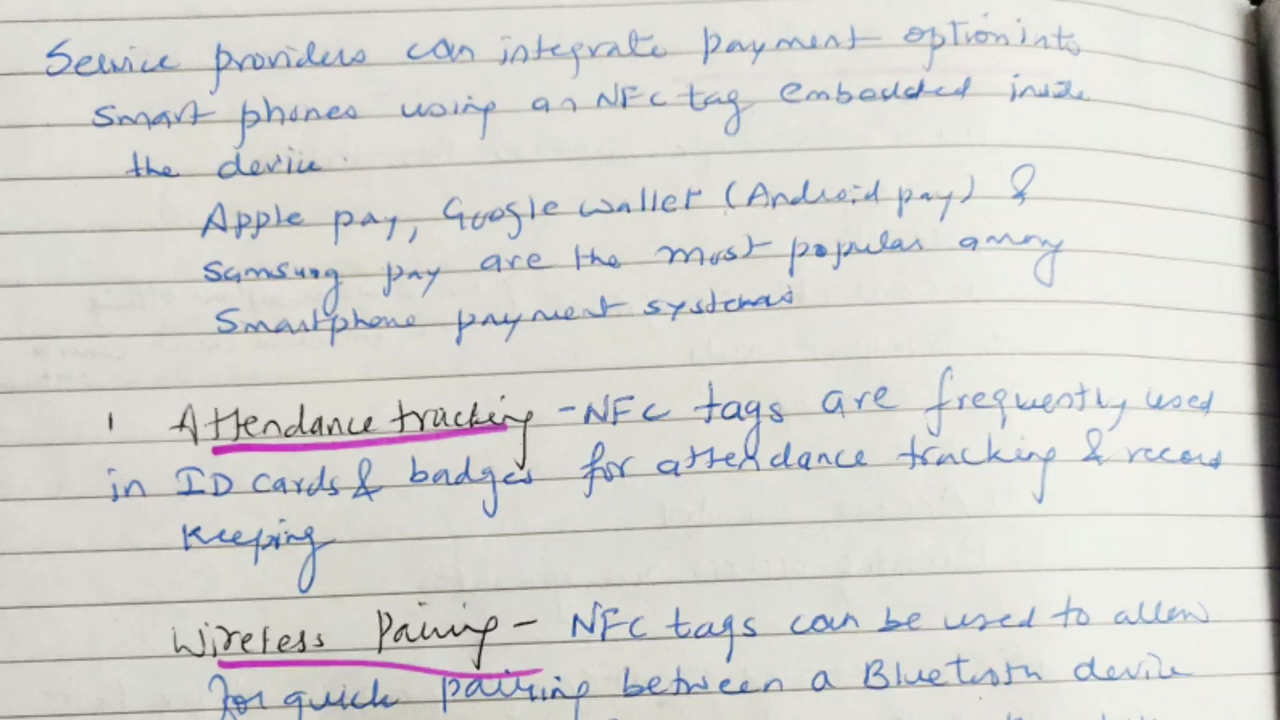 Service providers can integrate payment option into
smart phones using an NFC tag embedded inside
the device.
Apple pay, Google wallet (Android pay) &
Samsung pay are the most popular among
Smartphone payment systems
Attendance tracking - NFC tags are frequently used
in ID cards & badges for attendance tracking & record
keeping
Wireless Pairing - NFC tags can be used to allow
for quick pairing between a Bluetooth device